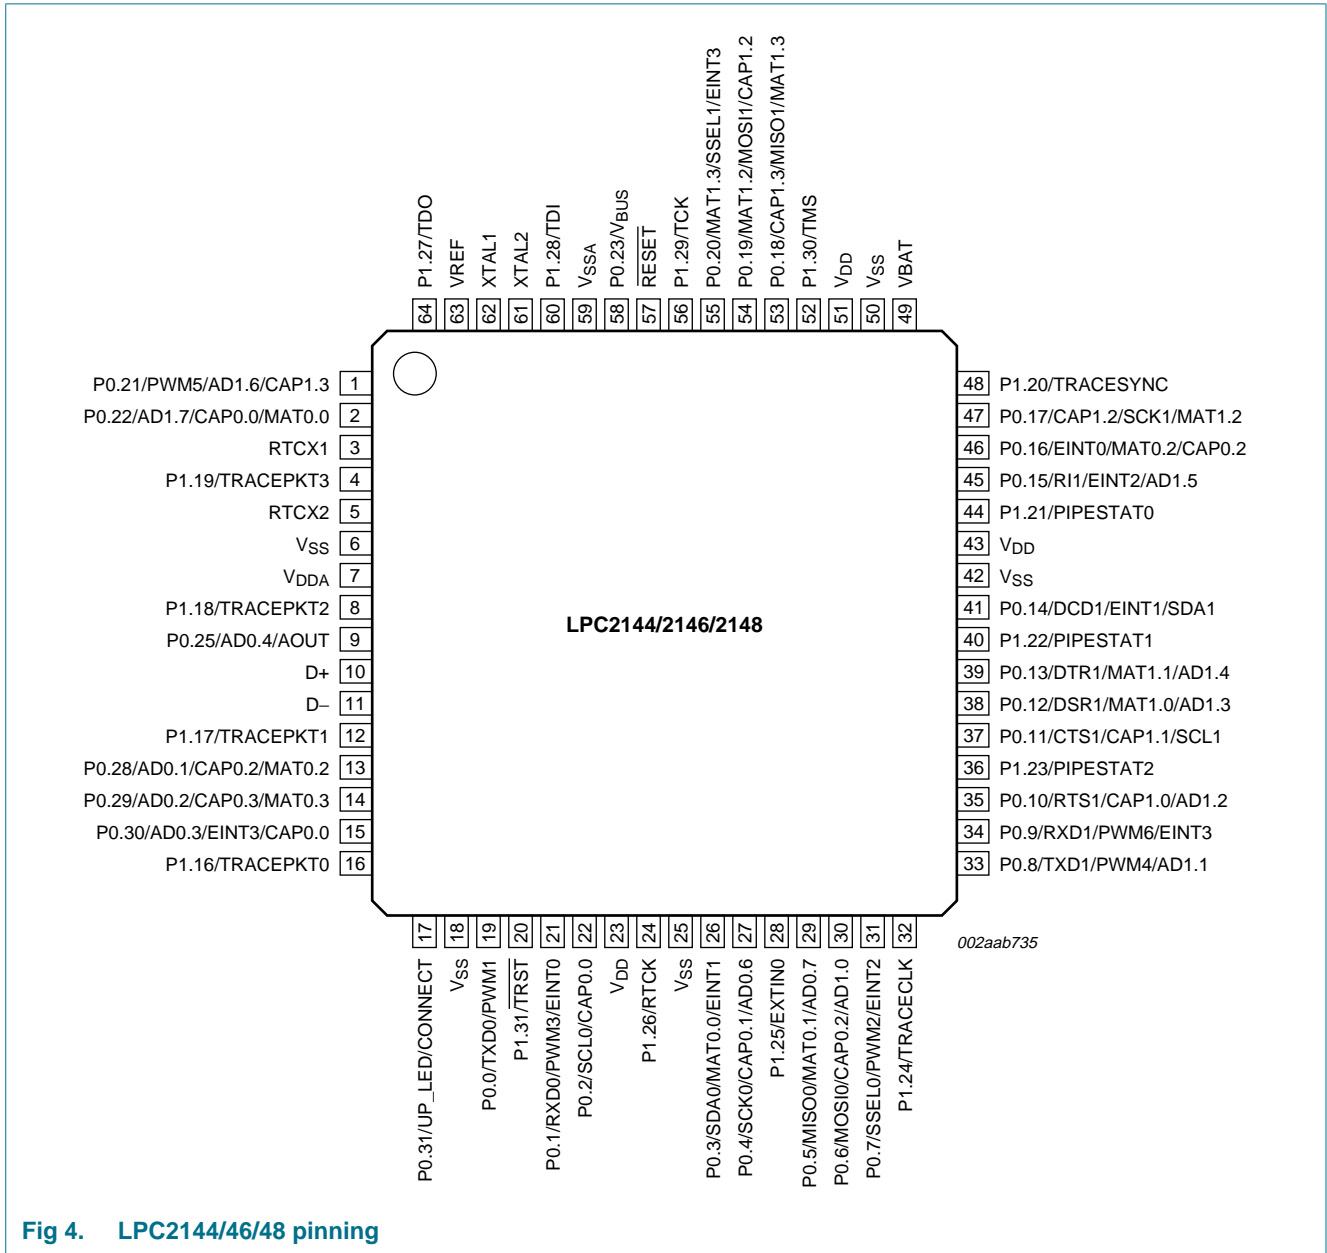 64 P1.27/TDO
63 VREF
62 XTAL1
61 XTAL2
60 P1.28/TDI
59 VSSA
58 P0.23/VBUS
57 RESET
56 P1.29/TCK
55 P0.20/MAT1.3/SSEL1/EINT3
54 P0.19/MAT1.2/MOSI1/CAP1.2
53 P0.18/CAP1.3/MISO1/MAT1.3
52 P1.30/TMS
51 VDD
50 VSS
49 VBAT
P0.21/PWM5/AD1.6/CAP1.3 1
P0.22/AD1.7/CAP0.0/MAT0.0 2
RTCX1 3
P1.19/TRACEPKT3 4
RTCX2 5
VSS 6
VDDA 7
P1.18/TRACEPKT2 8
P0.25/AD0.4/AOUT 9
D+ 10
D− 11
P1.17/TRACEPKT1 12
P0.28/AD0.1/CAP0.2/MAT0.2 13
P0.29/AD0.2/CAP0.3/MAT0.3 14
P0.30/AD0.3/EINT3/CAP0.0 15
P1.16/TRACEPKT0 16
LPC2144/2146/2148
48 P1.20/TRACESYNC
47 P0.17/CAP1.2/SCK1/MAT1.2
46 P0.16/EINT0/MAT0.2/CAP0.2
45 P0.15/RI1/EINT2/AD1.5
44 P1.21/PIPESTAT0
43 VDD
42 VSS
41 P0.14/DCD1/EINT1/SDA1
40 P1.22/PIPESTAT1
39 P0.13/DTR1/MAT1.1/AD1.4
38 P0.12/DSR1/MAT1.0/AD1.3
37 P0.11/CTS1/CAP1.1/SCL1
36 P1.23/PIPESTAT2
35 P0.10/RTS1/CAP1.0/AD1.2
34 P0.9/RXD1/PWM6/EINT3
33 P0.8/TXD1/PWM4/AD1.1
P0.31/UP_LED/CONNECT 17
VSS 18
P0.0/TXD0/PWM1 19
P1.31/TRST 20
P0.1/RXD0/PWM3/EINT0 21
P0.2/SCL0/CAP0.0 22
VDD 23
P1.26/RTCK 24
VSS 25
P0.3/SDA0/MAT0.0/EINT1 26
P0.4/SCK0/CAP0.1/AD0.6 27
P1.25/EXTIN0 28
P0.5/MISO0/MAT0.1/AD0.7 29
P0.6/MOSI0/CAP0.2/AD1.0 30
P0.7/SSEL0/PWM2/EINT2 31
P1.24/TRACECLK 32
002aab735
Fig 4. LPC2144/46/48 pinning